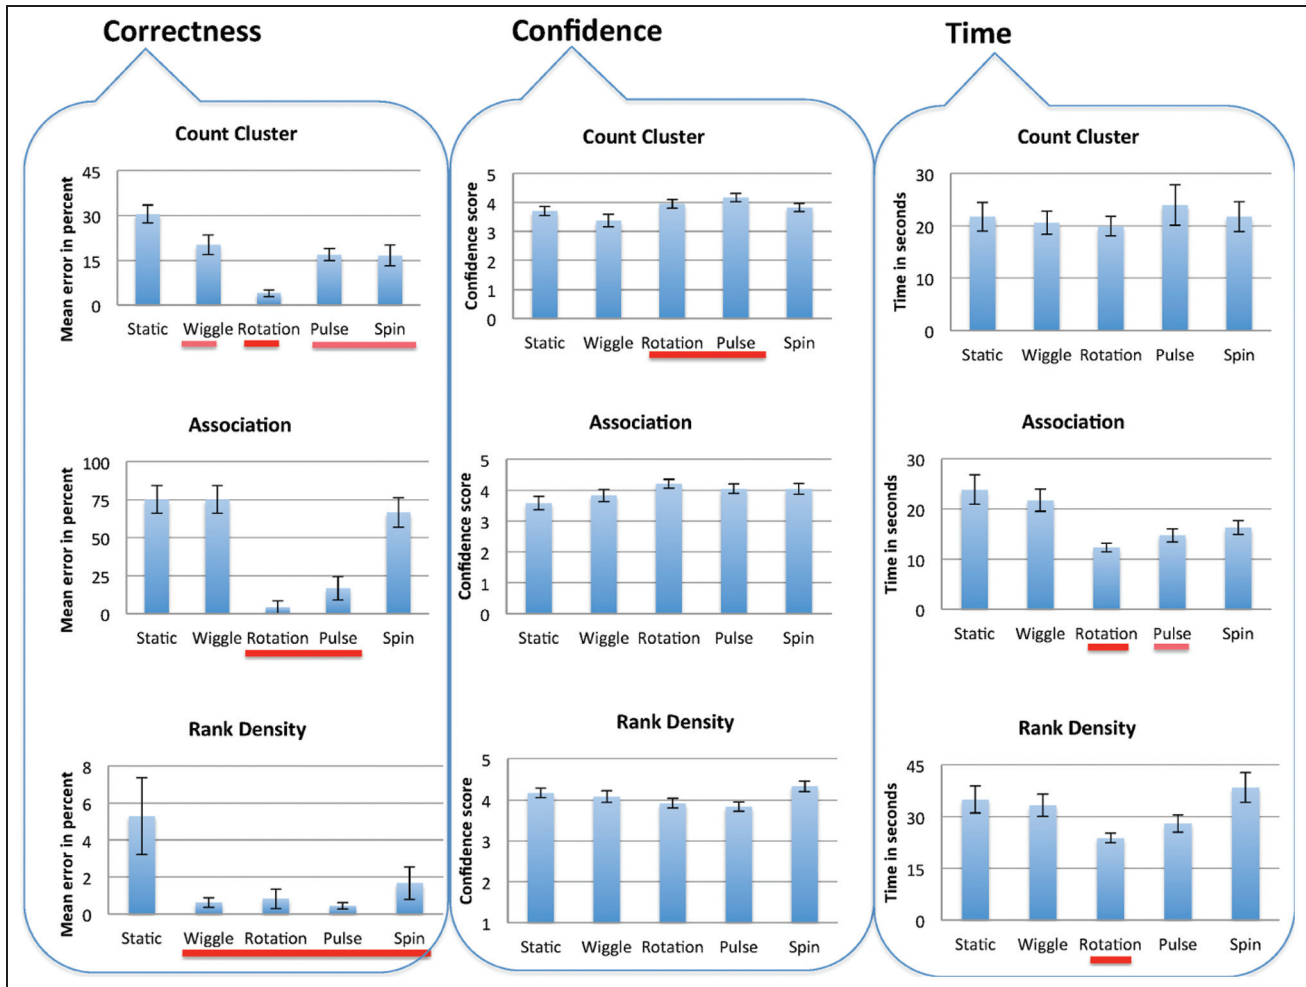 Correctness
Confidence
Time
Count Cluster
Mean error in percent
45
30
15
0
Static Wiggle Rotation Pulse Spin
Association
Mean error in percent
100
75
50
25
0
Static Wiggle Rotation Pulse Spin
Rank Density
Mean error in percent
8
6
4
2
0
Static Wiggle Rotation Pulse Spin
Count Cluster
Confidence score
5
4
3
2
1
0
Static Wiggle Rotation Pulse Spin
Association
Confidence score
5
4
3
2
1
0
Static Wiggle Rotation Pulse Spin
Rank Density
Confidence score
5
4
3
2
1
Static Wiggle Rotation Pulse Spin
Count Cluster
Time in seconds
30
20
10
0
Static Wiggle Rotation Pulse Spin
Association
Time in seconds
30
20
10
0
Static Wiggle Rotation Pulse Spin
Rank Density
Time in seconds
45
30
15
0
Static Wiggle Rotation Pulse Spin